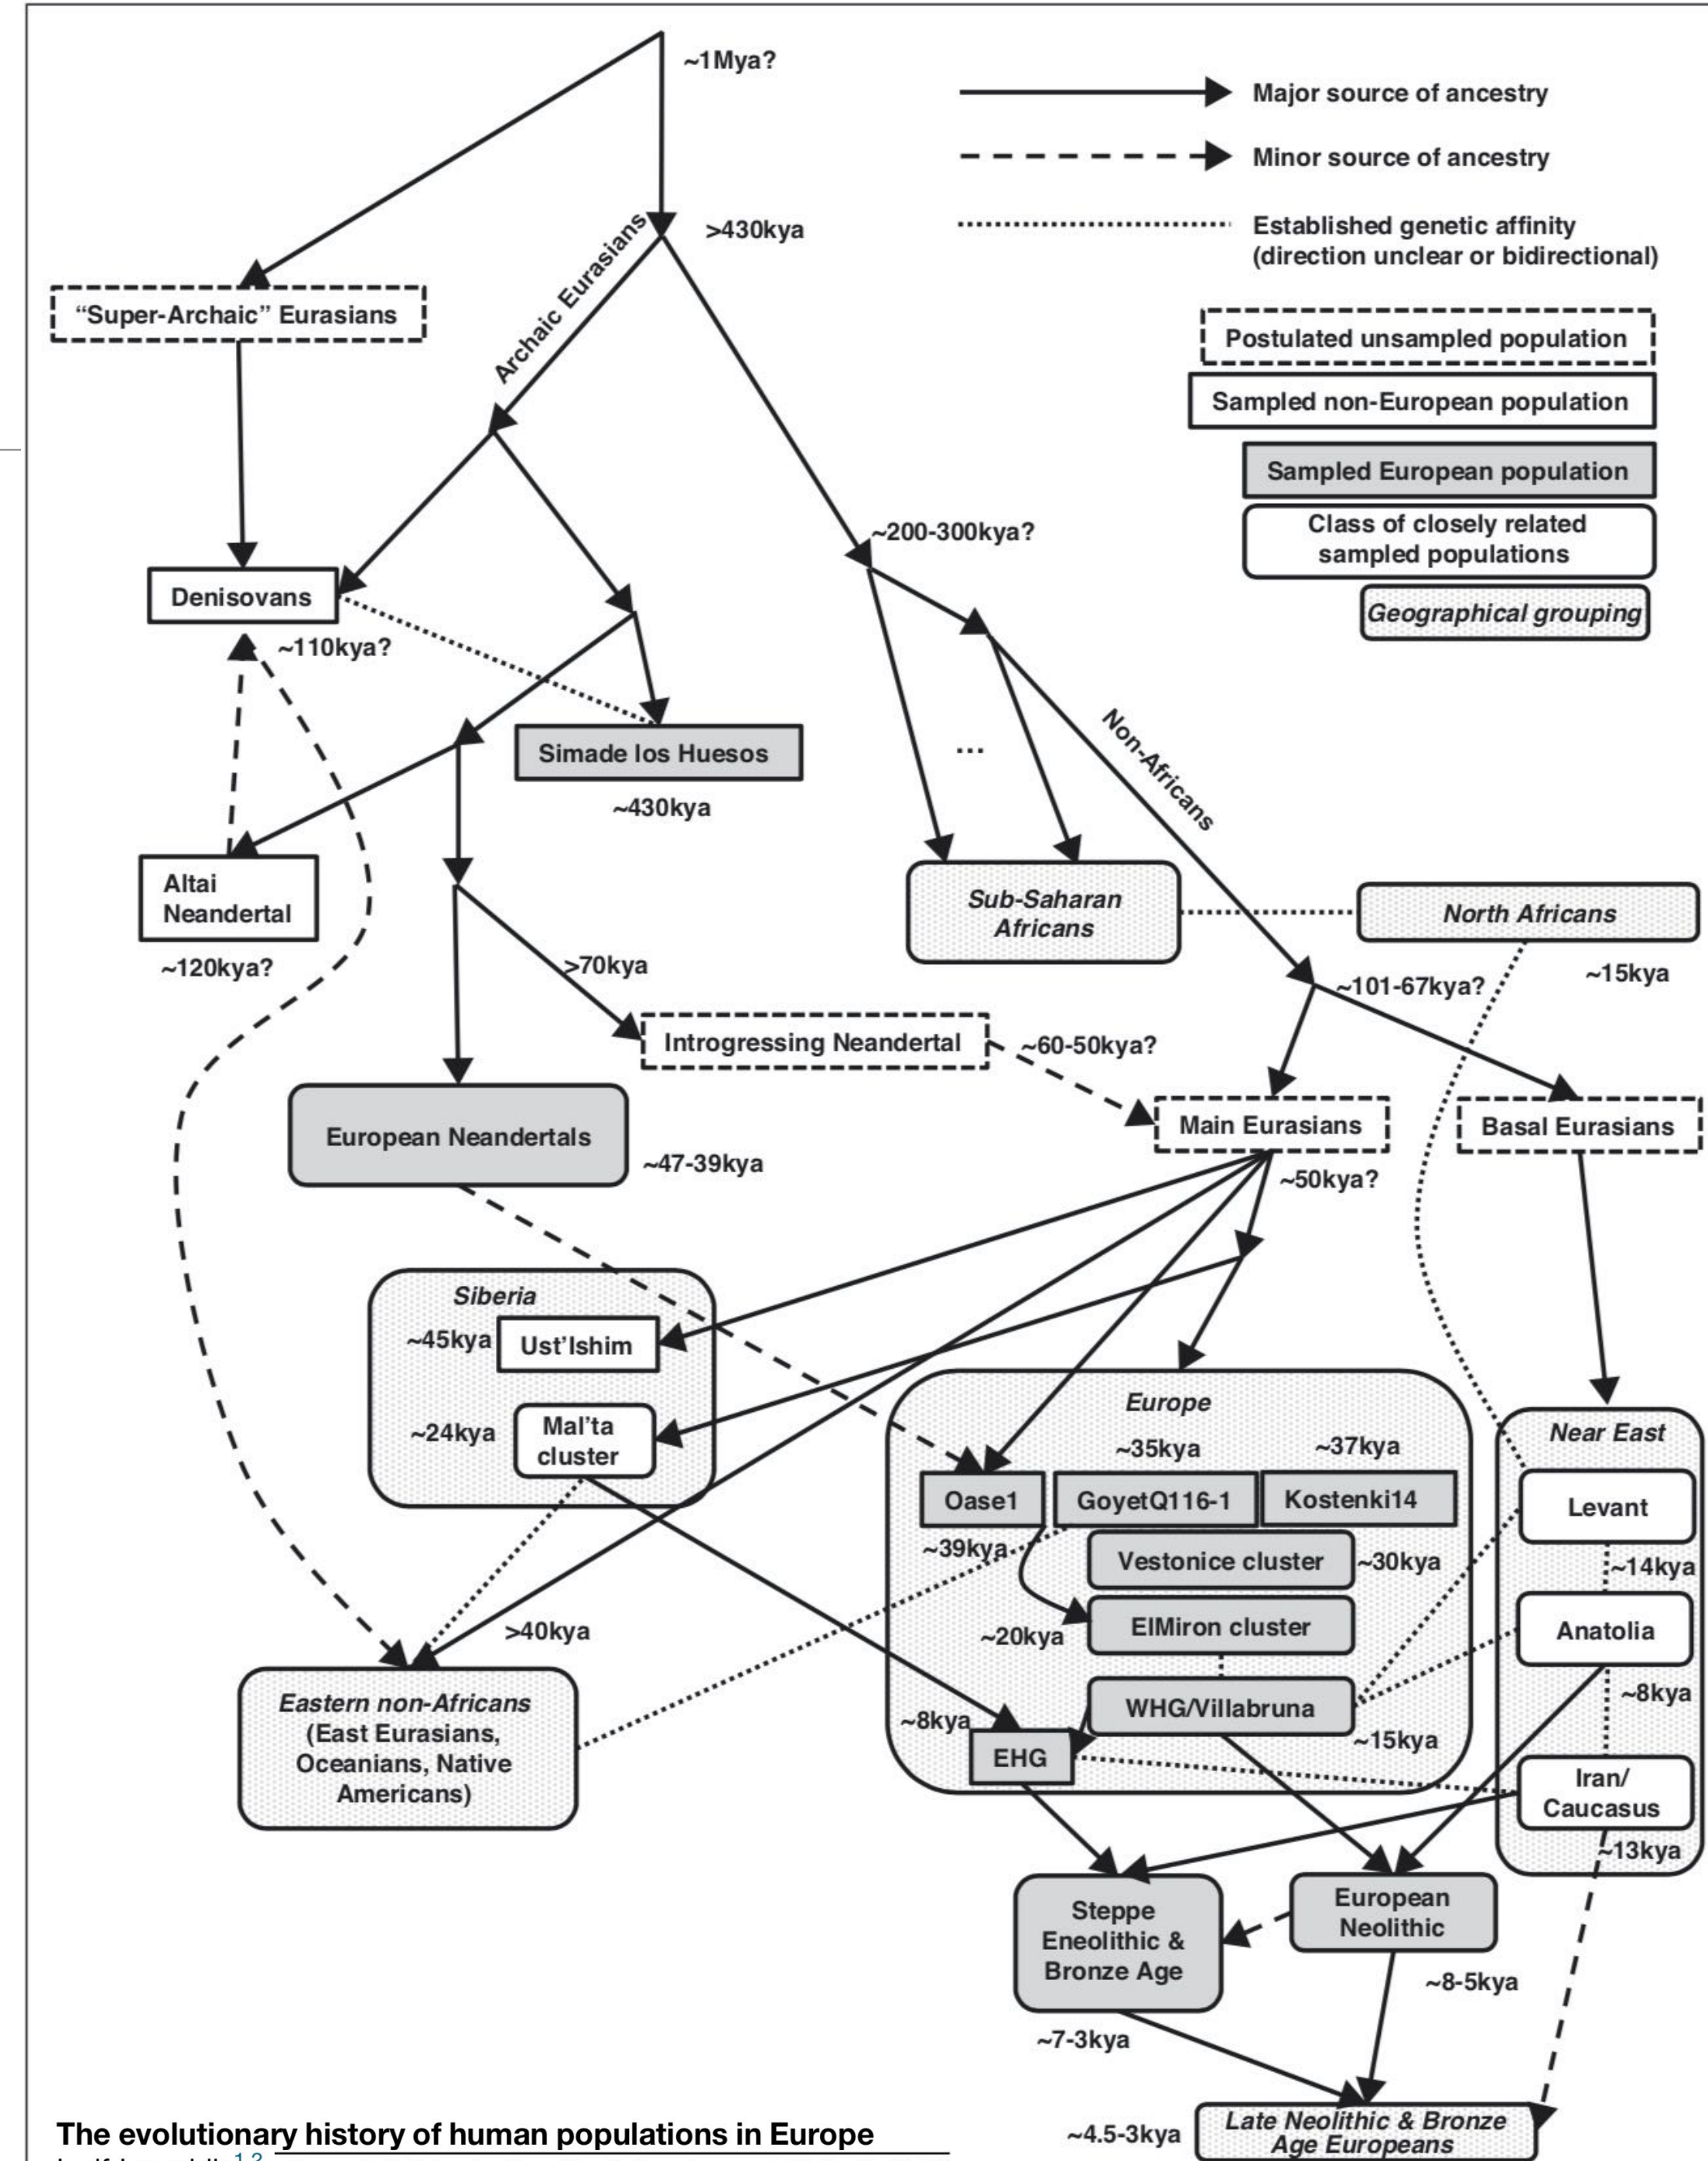 ~1Mya?
Major source of ancestry
Minor source of ancestry
Established genetic affinity
(direction unclear or bidirectional)
>430kya
Archaic Eurasians
"Super-Archaic" Eurasians
Postulated unsampled population
Sampled non-European population
Sampled European population
Class of closely related
sampled populations
Geographical grouping
~200-300kya?
Denisovans
~110kya?
Non-Africans
...
Simade los Huesos
~430kya
Altai
Neandertal
~120kya?
Sub-Saharan
Africans
North Africans
~15kya
>70kya
~101-67kya?
Introgressing Neandertal
~60-50kya?
European Neandertals
~47-39kya
Main Eurasians
~50kya?
Basal Eurasians
Siberia
~45kya
Ust'Ishim
~24kya
Mal'ta
cluster
Europe
~35kya
~37kya
Near East
Oase1
GoyetQ116-1
Kostenki14
Levant
~39kya
Vestonice cluster
~30kya
~14kya
>40kya
~20kya
ElMiron cluster
Anatolia
Eastern non-Africans
(East Eurasians,
Oceanians, Native
Americans)
WHG/Villabruna
~8kya
~15kya
~8kya
EHG
Iran/
Caucasus
~13kya
Steppe
Eneolithic &
Bronze Age
European
Neolithic
~8-5kya
~7-3kya
~4.5-3kya
Late Neolithic & Bronze
Age Europeans
The evolutionary history of human populations in Europe
1,2